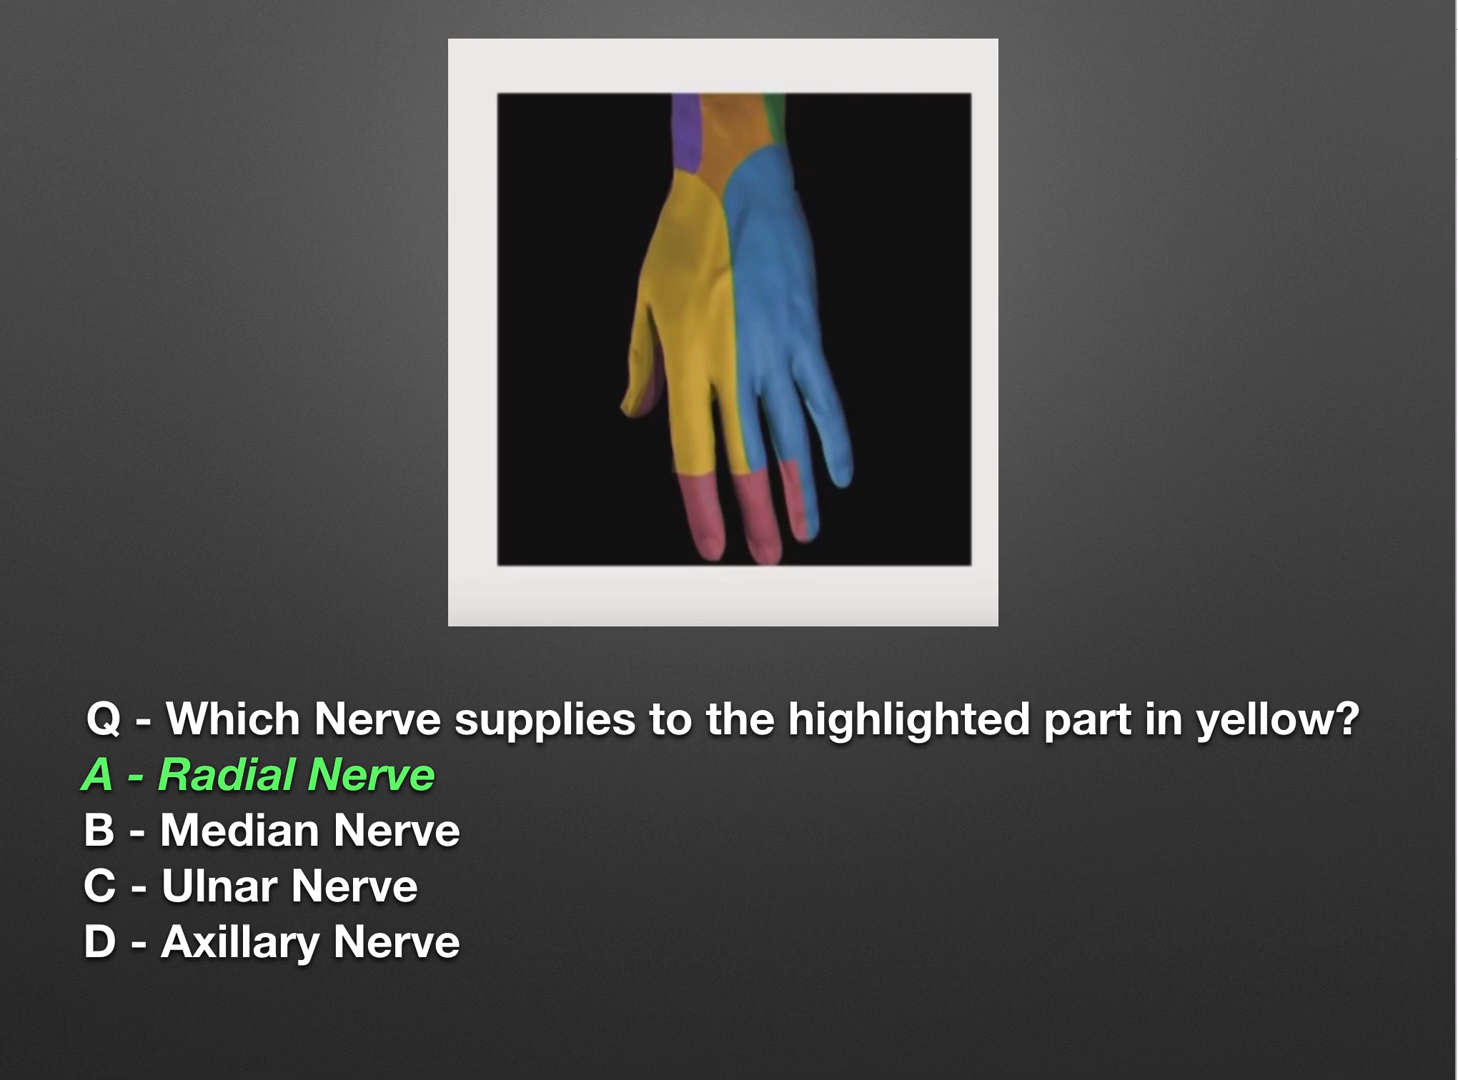 Q - Which Nerve supplies to the highlighted part in yellow?
A - Radial Nerve
B - Median Nerve
C - Ulnar Nerve
D - Axillary Nerve